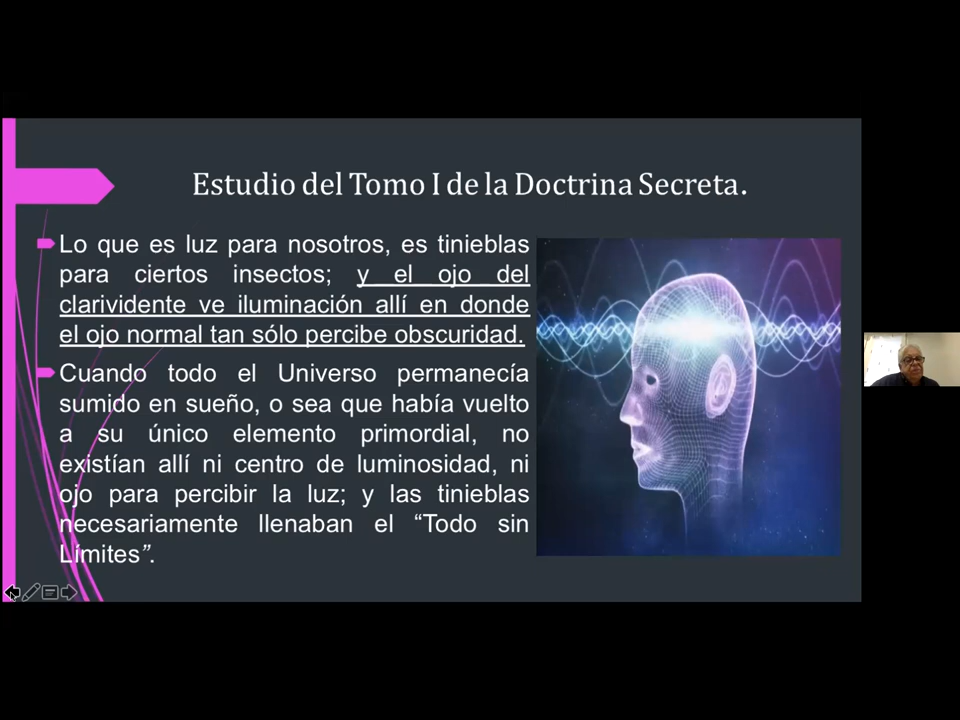 Estudio del Tomo I de la Doctrina Secreta.
Lo que es luz para nosotros, es tinieblas
para ciertos insectos; y el ojo del
clarividente ve iluminación allí en donde
el ojo normal tan sólo percibe obscuridad.
Cuando todo el Universo permanecía
sumido en sueño, o sea que había vuelto
a su único elemento primordial, no
existían allí ni centro de luminosidad, ni
ojo para percibir la luz; y las tinieblas
necesariamente llenaban el “Todo sin
Límites”.